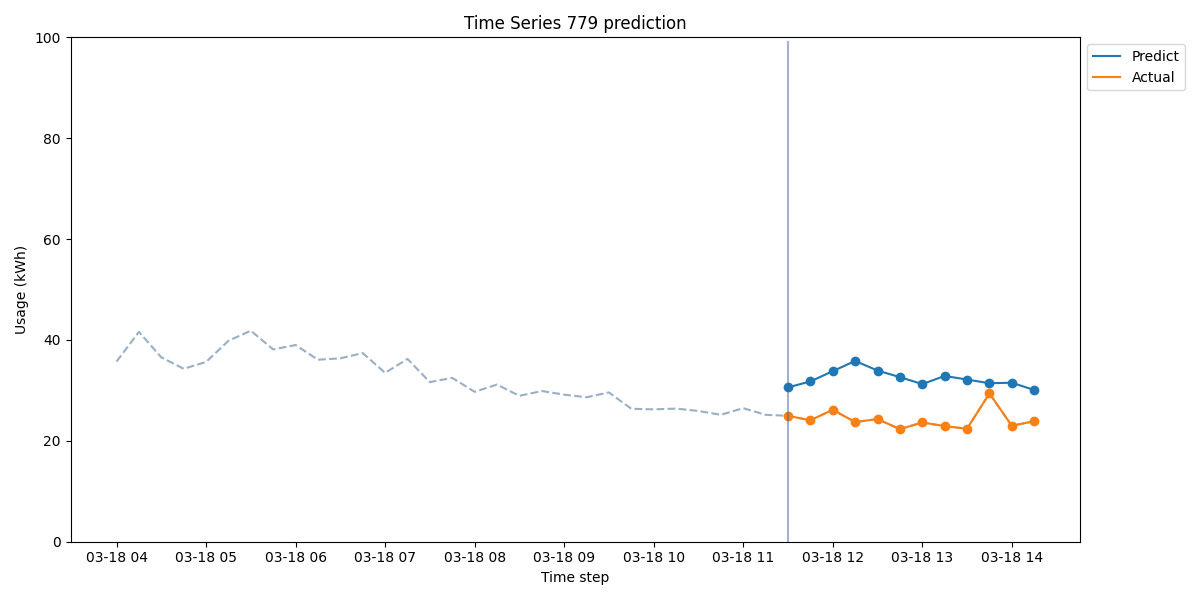 Time Series 779 prediction
Predict
Actual
Usage (kWh)
100
80
60
40
20
0
03-18 04 03-18 05 03-18 06 03-18 07 03-18 08 03-18 09 03-18 10 03-18 11 03-18 12 03-18 13 03-18 14
Time step